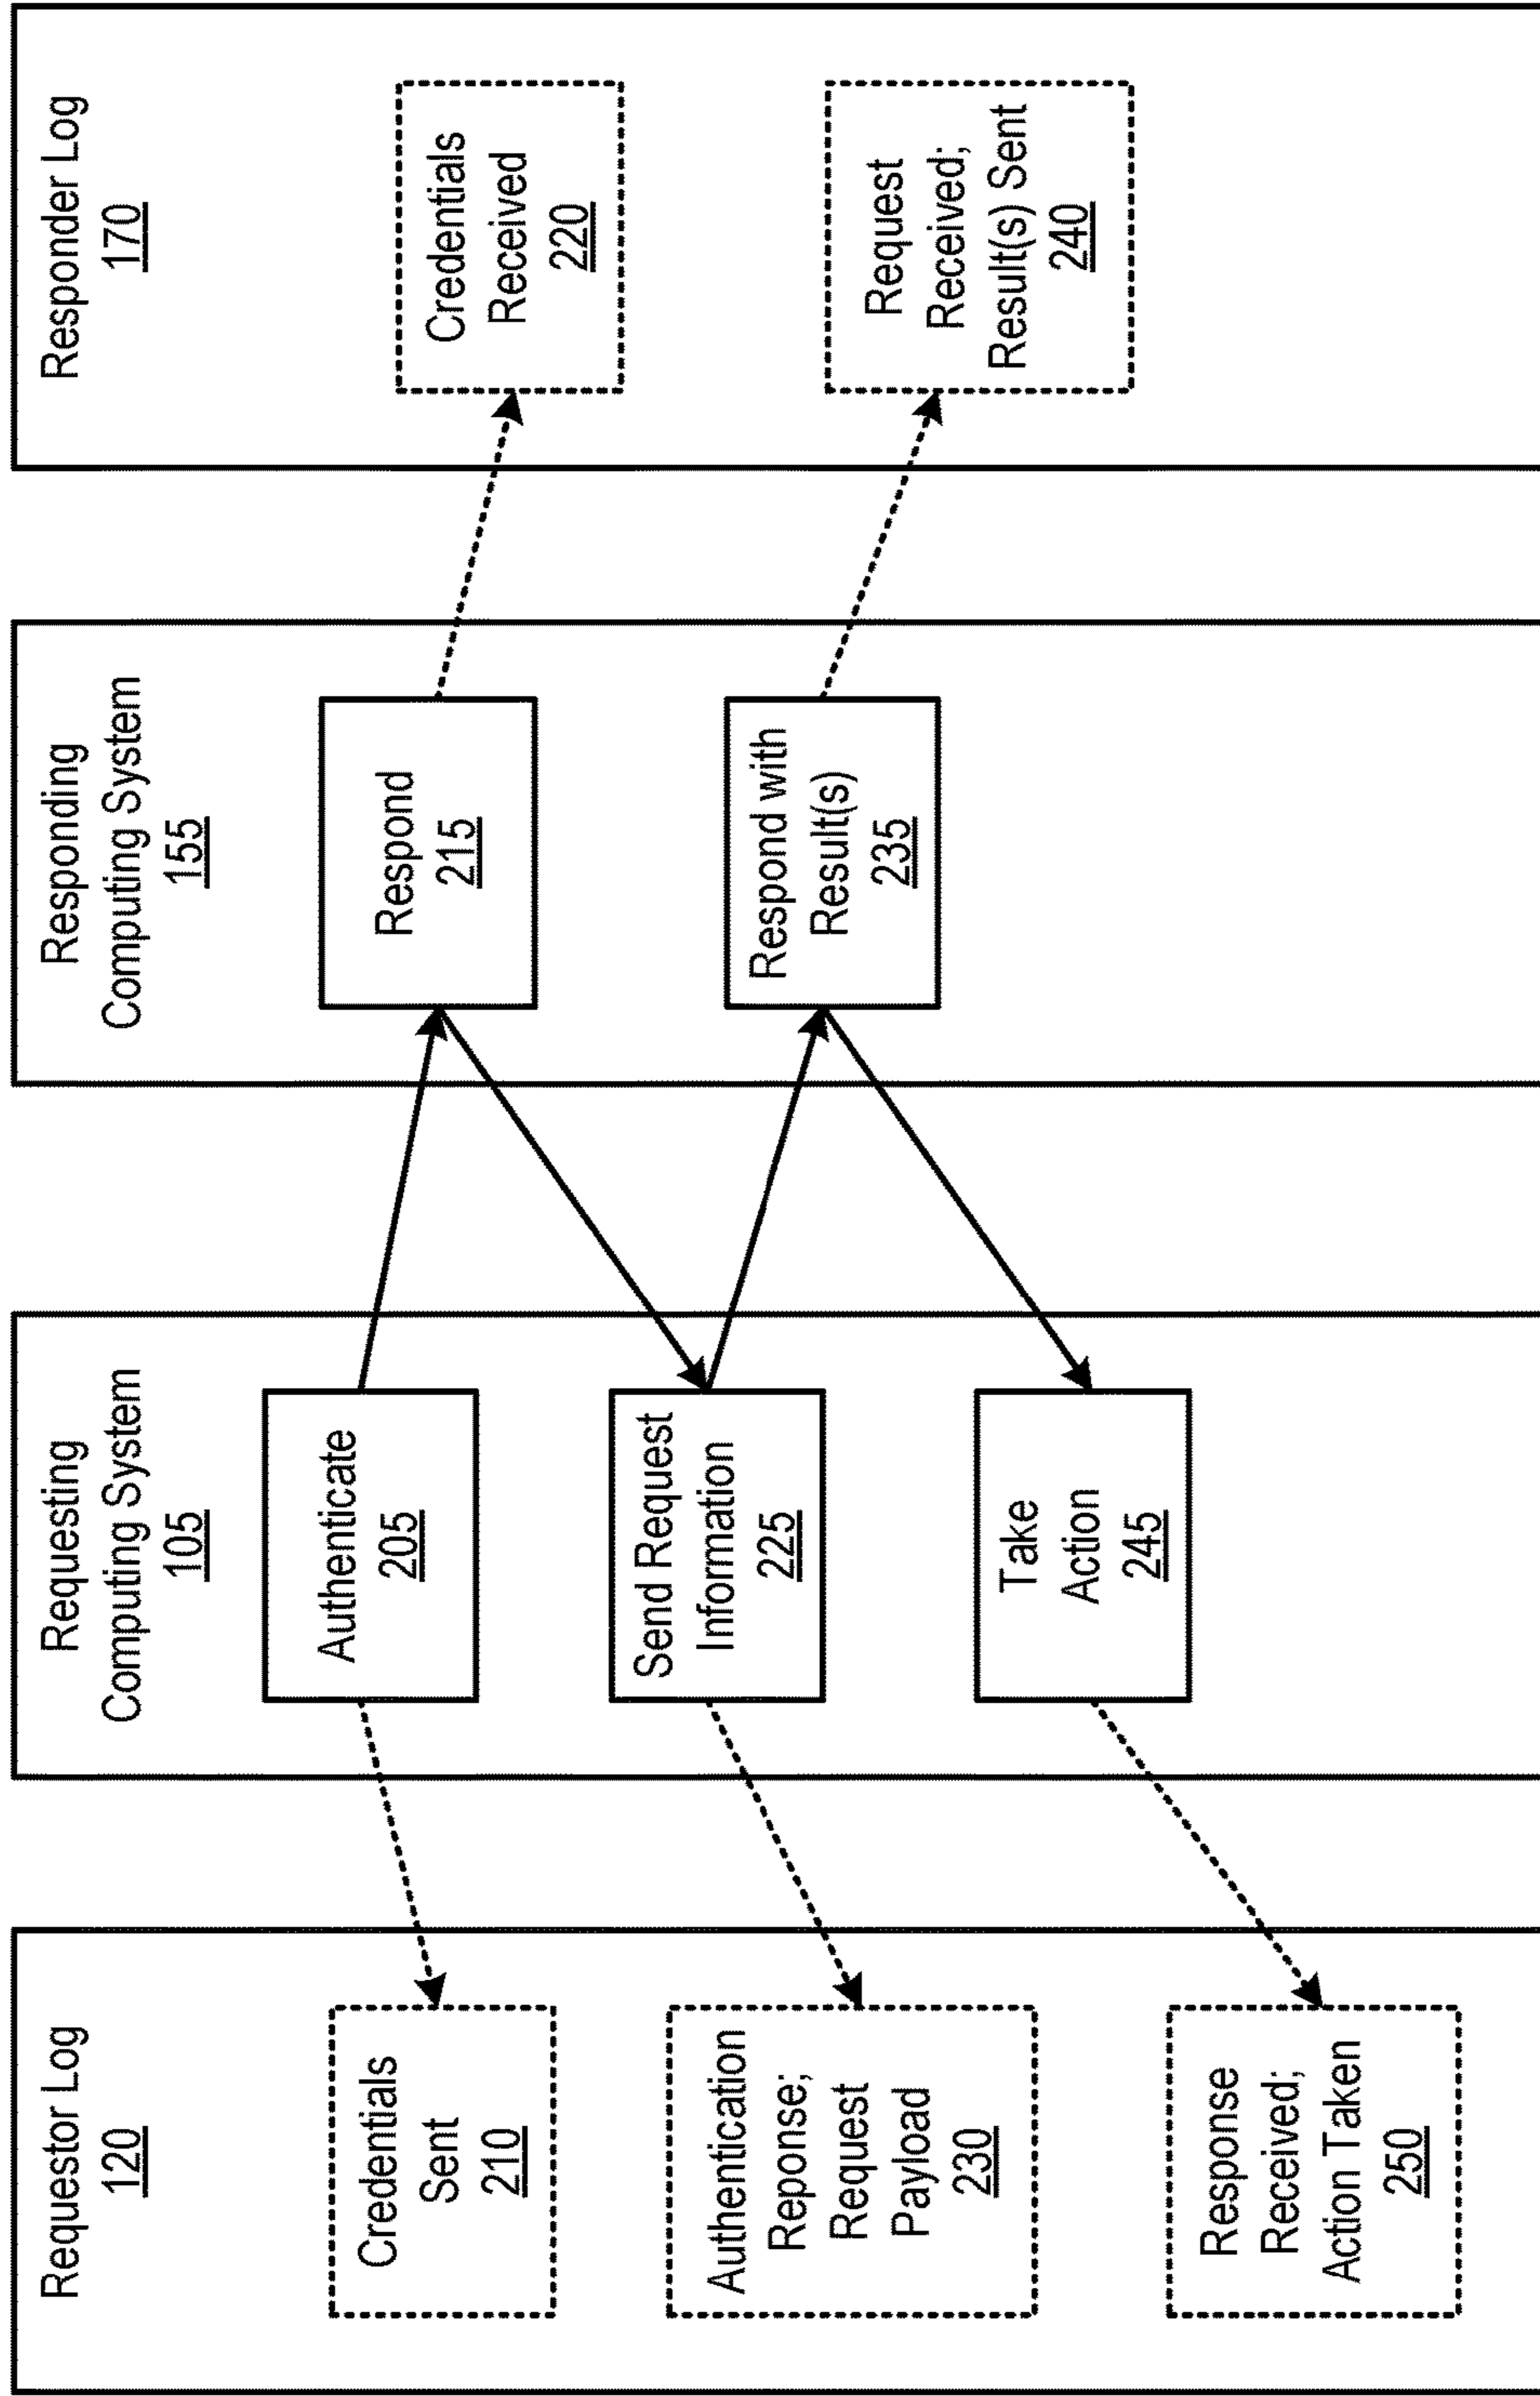 Requestor Log
120
Credentials
Sent
210
Authentication
Reponse;
Request
Payload
230
Response
Received;
Action Taken
250
Requesting
Computing System
105
Authenticate
205
Send Request
Information
225
Take
Action
245
Responding
Computing System
155
Respond
215
Respond with
Result(s)
235
Responder Log
170
Credentials
Received
220
Request
Received;
Result(s) Sent
240